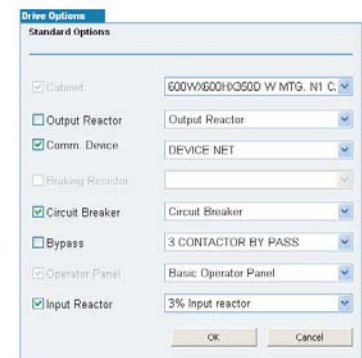 Drive Options
Standard Options
Cabinet 600WX600HX350D W MTG. N1 C.
Output Reactor Output Reactor
Comm. Device DEVICE NET
Braking Resistor
Circuit Breaker Circuit Breaker
Bypass 3 CONTACTOR BY PASS
Operator Panel Basic Operator Panel
Input Reactor 3% Input reactor
OK Cancel